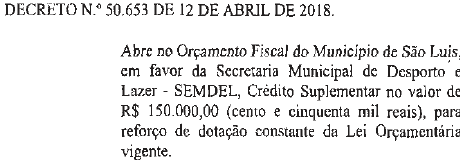 DECRETO N.º 50.653 DE 12 DE ABRIL DE 2018.
Abre no Orçamento Fiscal do Município de São Luís,
em favor da Secretaria Municipal de Desporto e
Lazer - SEMDEL, Crédito Suplementar no valor de
R$ 150.000,00 (cento e cinquenta mil reais), para
reforço de dotação constante da Lei Orçamentária
vigente.